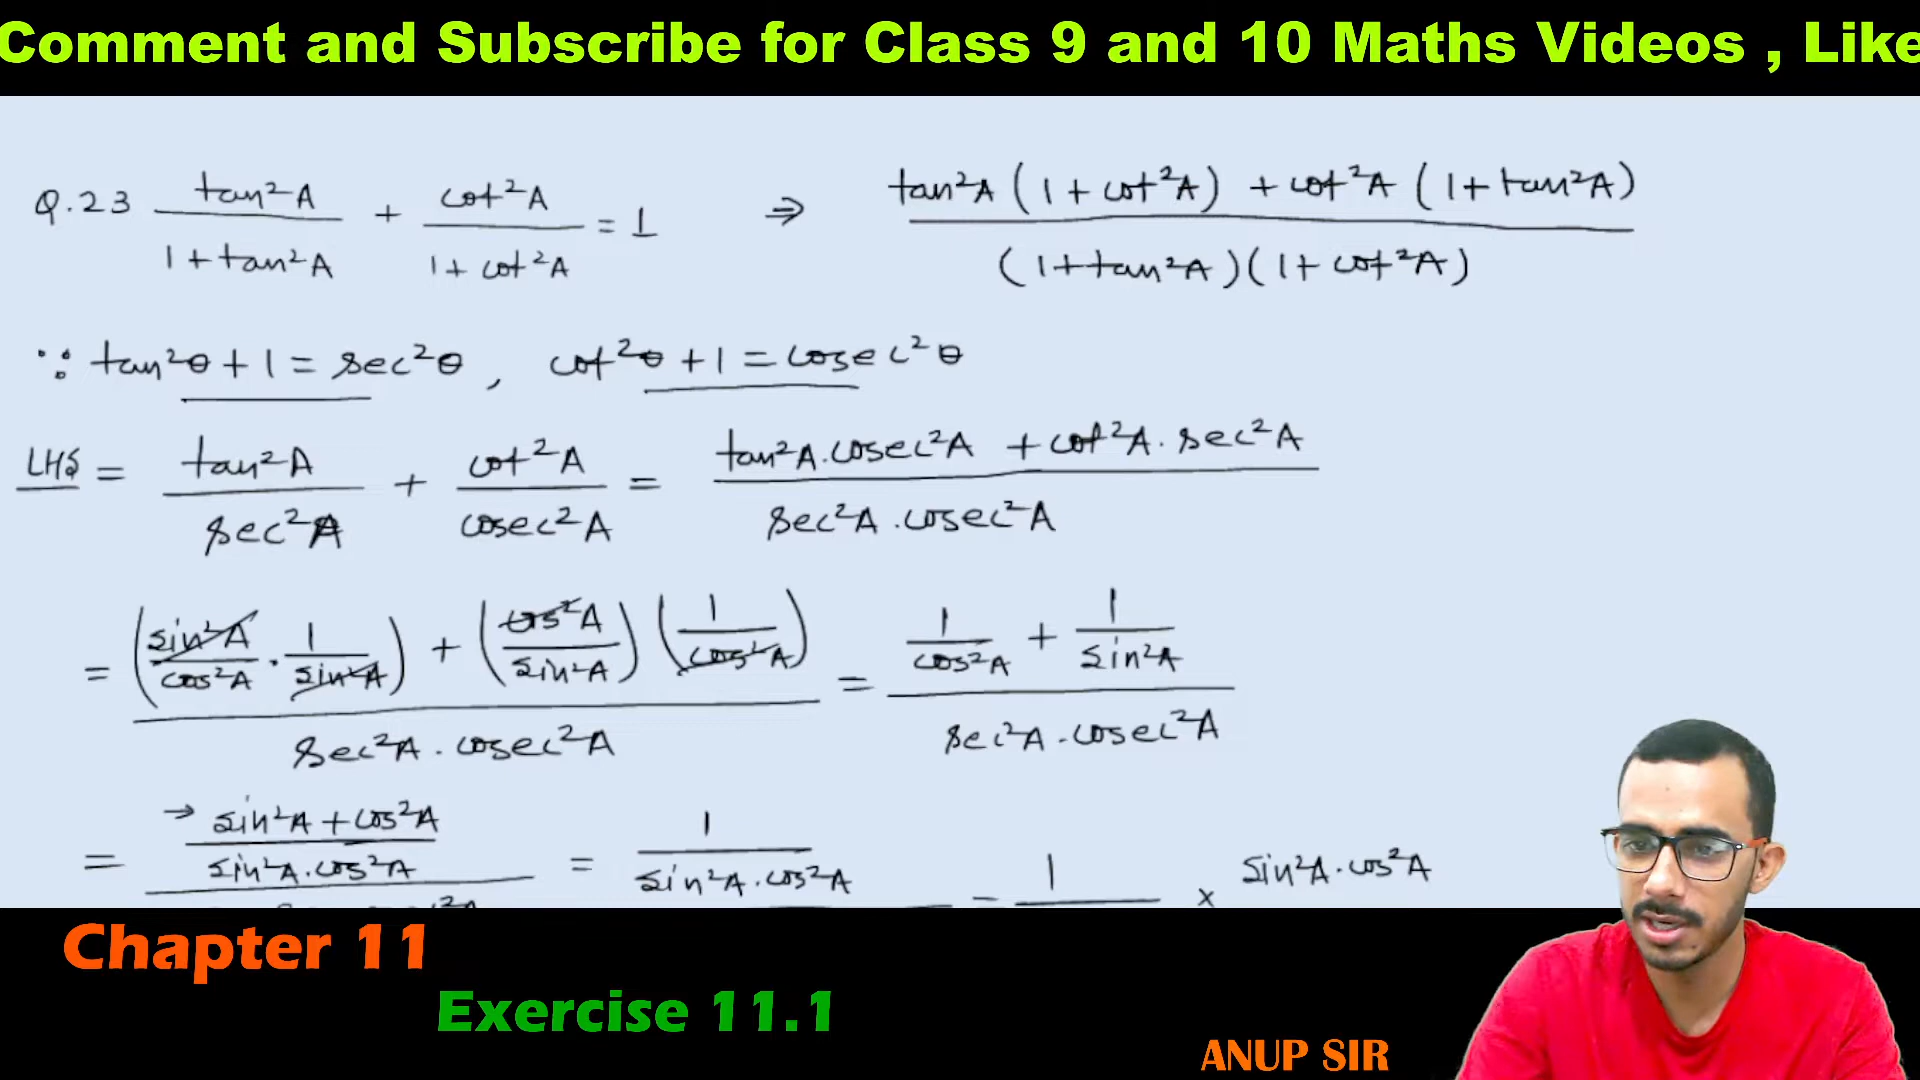 Comment and Subscribe for Class 9 and 10 Maths Videos , Like
Q.23 tan²A / 1+tan²A + cot²A / 1+cot²A = 1 ⇒ tan²A (1+cot²A) + cot²A (1+tan²A) / (1+tan²A)(1+cot²A)
∵ tan²θ + 1 = sec²θ , cot²θ + 1 = cosec²θ
LHS = tan²A / sec²A + cot²A / cosec²A = tan²A.cosec²A + cot²A.sec²A / sec²A.cosec²A
= (sin²A / cos²A · 1 / sin²A) + (cos²A / sin²A) (1 / cos²A) / sec²A.cosec²A = 1 / cos²A + 1 / sin²A / sec²A.cosec²A
= → sin²A + cos²A / sin²A.cos²A = 1 / sin²A.cos²A = 1 × sin²A.cos²A
Chapter 11
Exercise 11.1
ANUP SIR